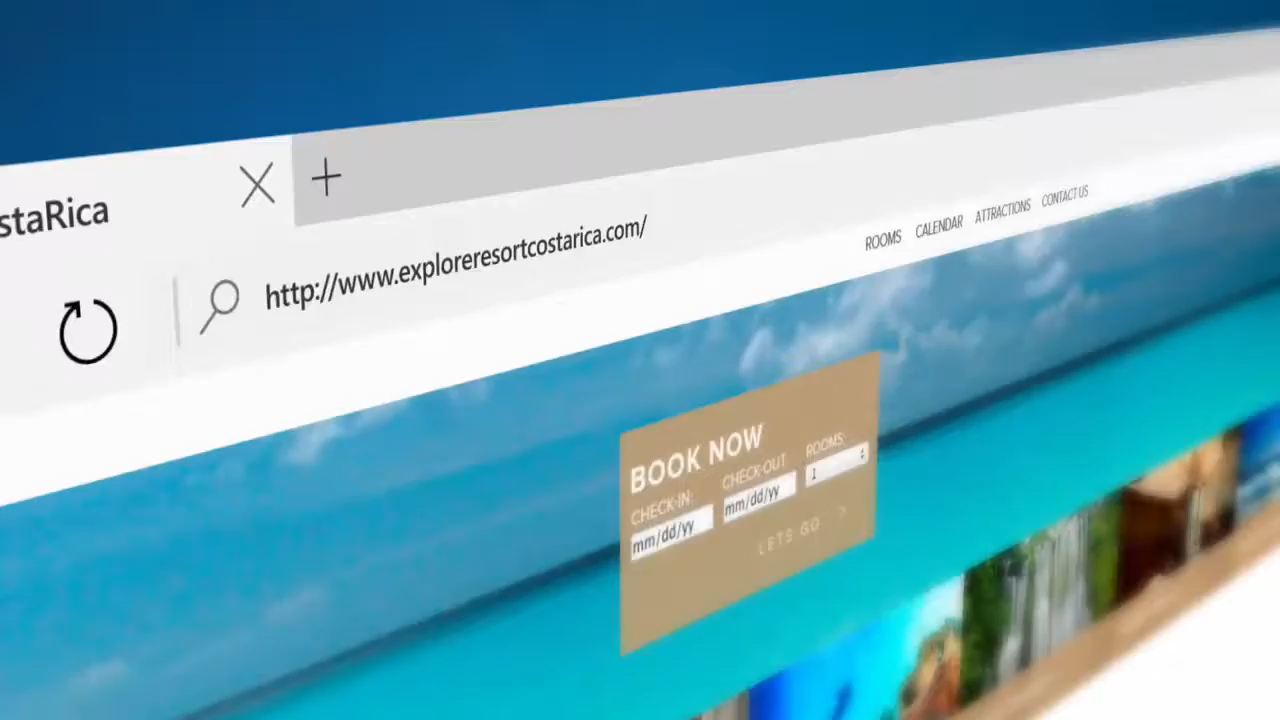 staRica
http://www.exploreresortcostarica.com/
ROOMS CALENDAR ATTRACTIONS CONTACT US
BOOK NOW
CHECK-IN: CHECK-OUT ROOMS:
mm/dd/yy mm/dd/yy 1
LETS GO >